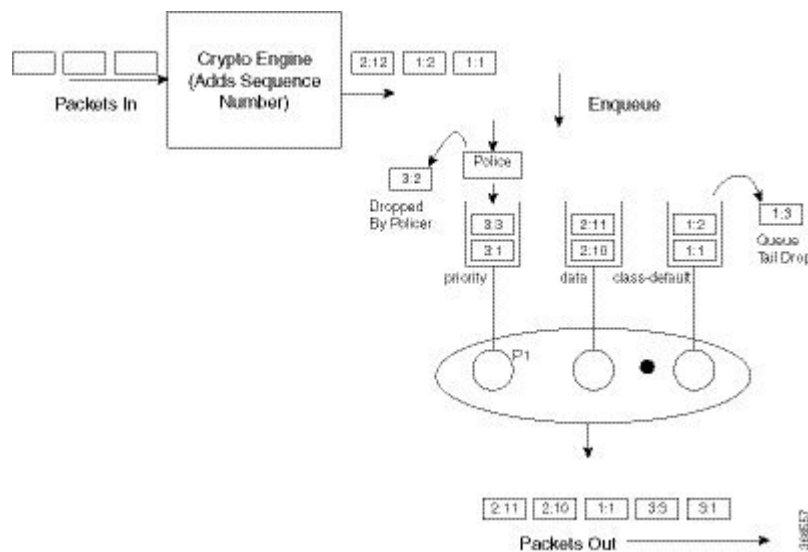 Crypto Engine
(Adds Sequence
Number)
2:12 1:2 1:1
Packets In
Enqueue
Police
3:2
Dropped
By Policer
3:3
3:1
2:11
2:10
1:2
1:1
1:3
Queue
Tail Drop
priority
data
class-default
P1
2:11 2:10 1:1 3:3 3:1
Packets Out